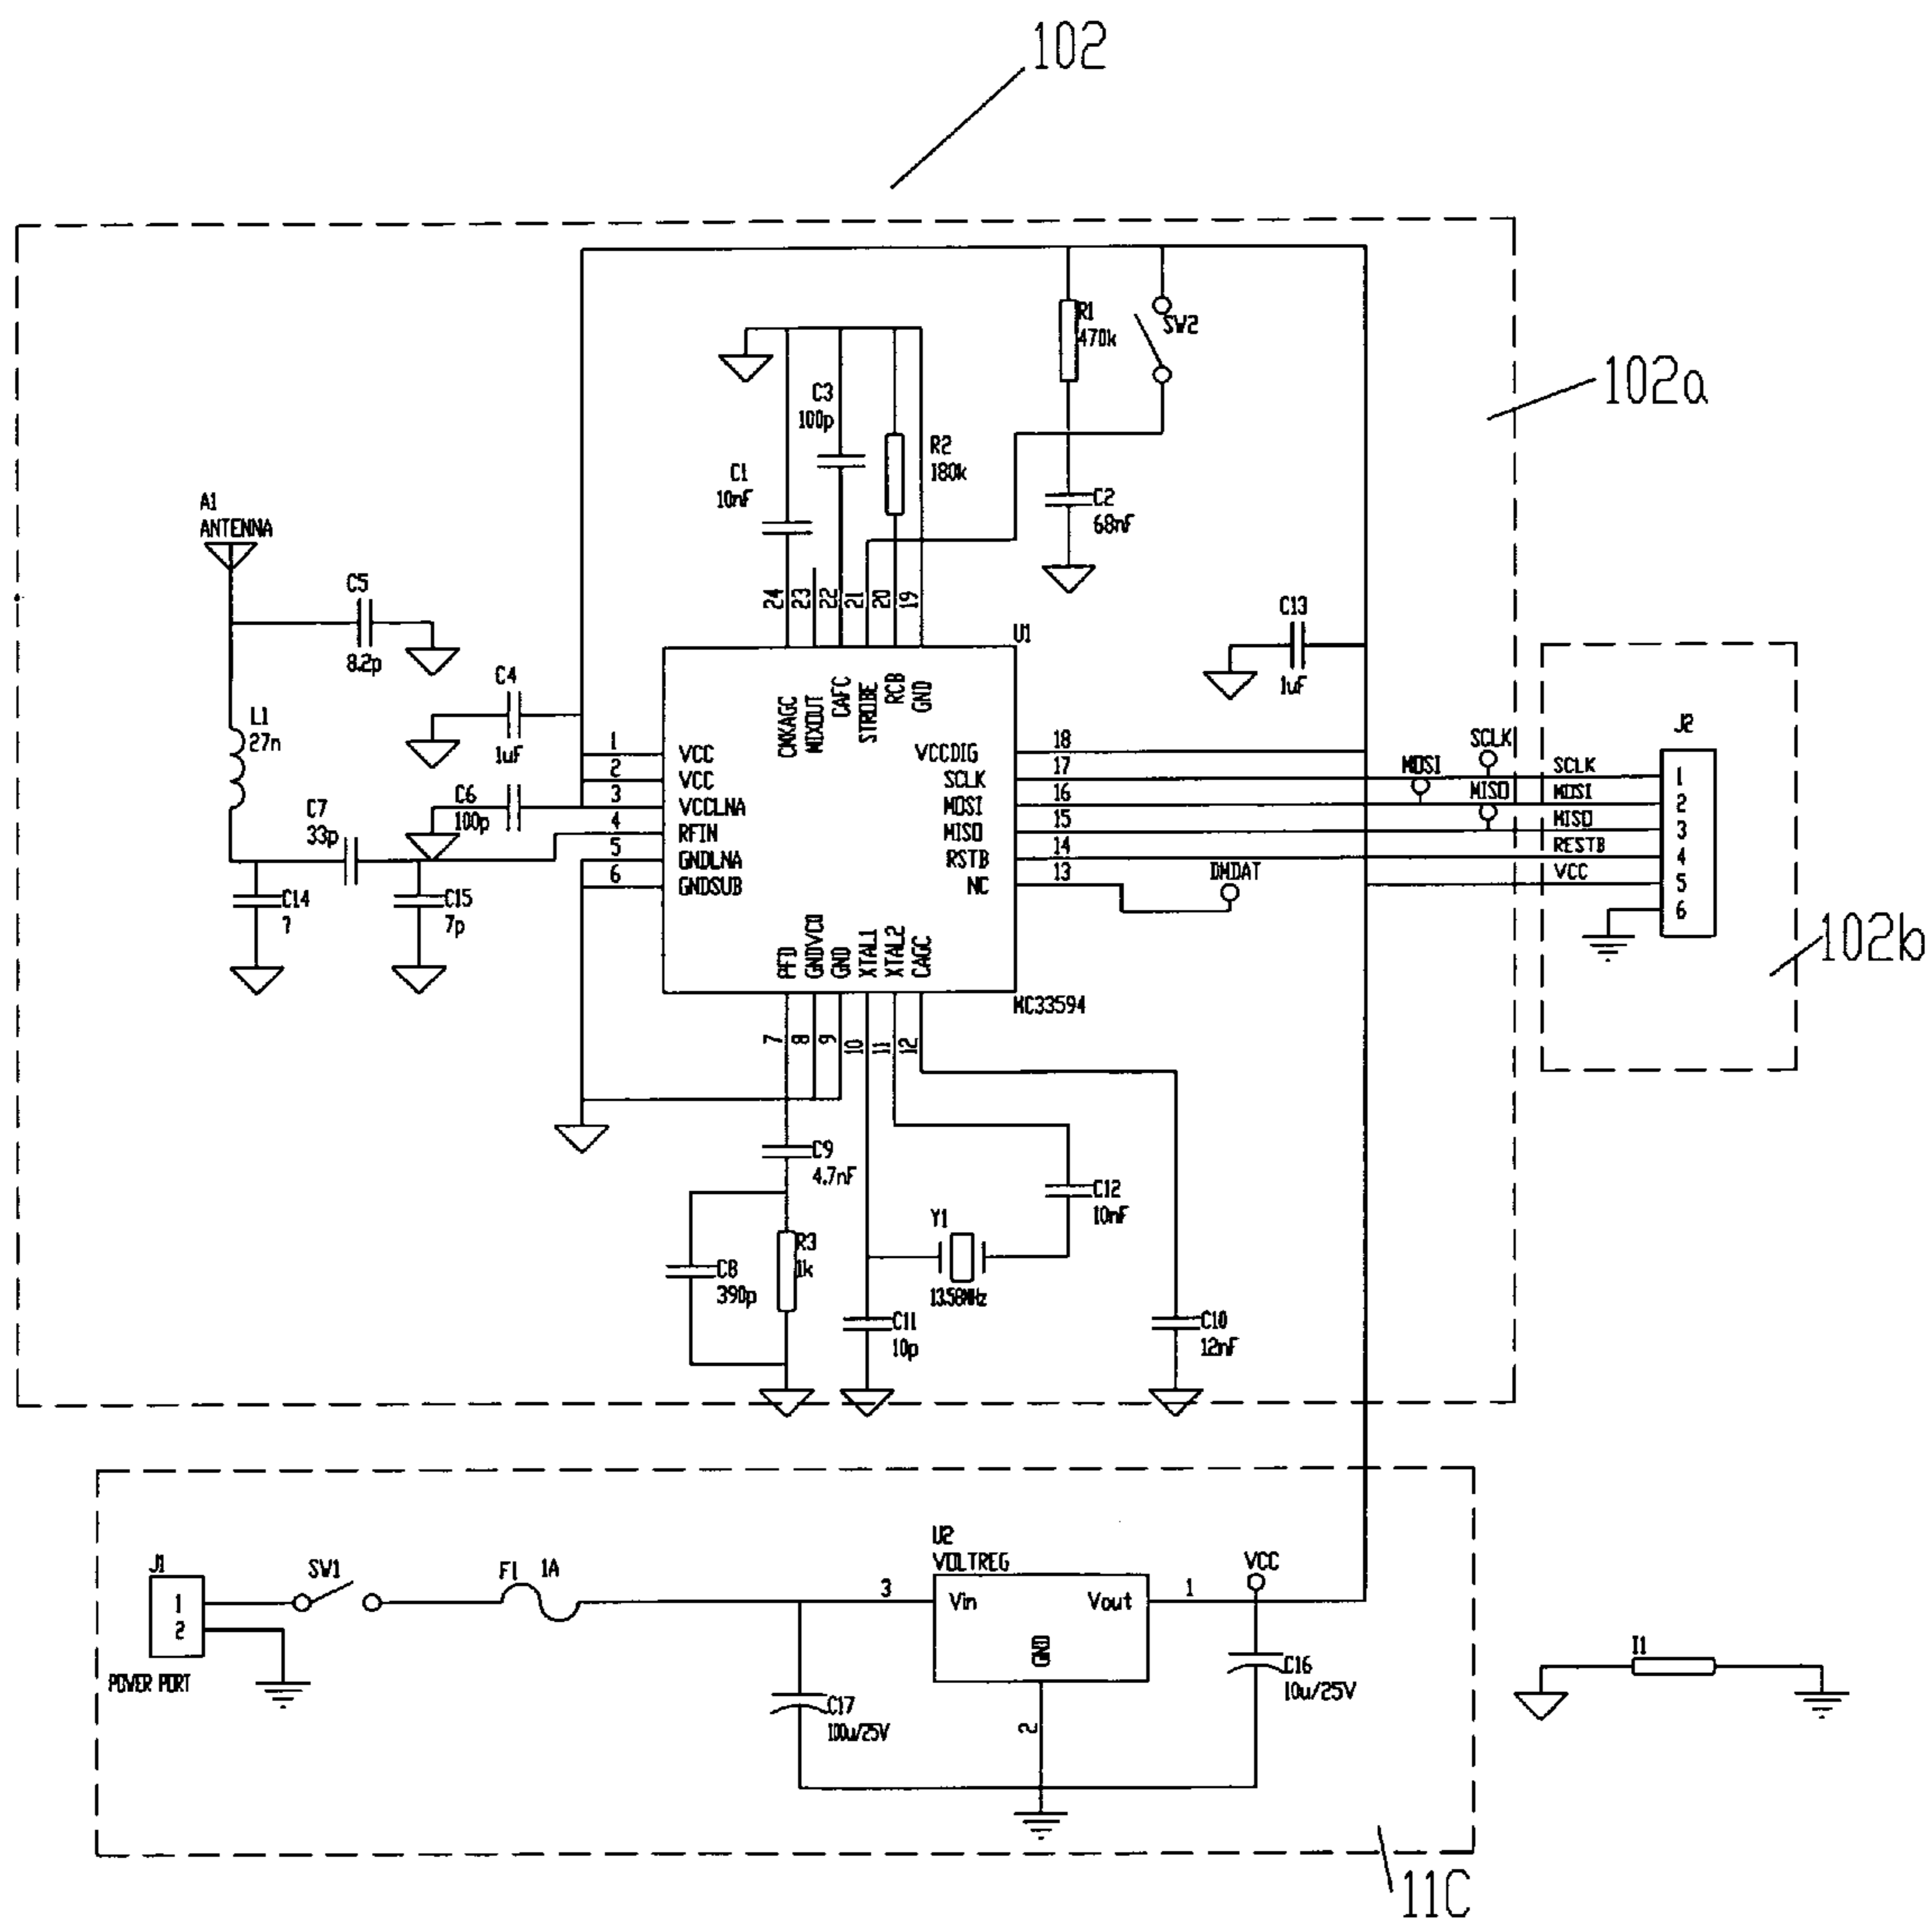 102
102a
R1
470k
SW2
C3
100p
R2
180k
C1
10nF
C2
68nF
A1
ANTENNA
C5
8.2p
24
23
22
21
20
19
U1
C13
1uF
C4
1uF
L1
27n
C6
100p
C7
33p
C14
?
C15
7p
CMXAGC
MIXOUT
CAFC
STROBE
RCB
GND
1 VCC
2 VCC
3 VCCLNA
4 RFIN
5 GNDLNA
6 GNDSUB
VCCDIG 18
SCLK 17
MOSI 16
MISO 15
RSTB 14
NC 13
DMDAT
MOSI
SCLK
MISO
J2
SCLK 1
MOSI 2
MISO 3
RESTB 4
VCC 5
6
102b
PFD
GNDVCO
GND
XTAL1
XTAL2
CAGC
MC33594
7
8
9
10
11
12
C9
4.7nF
C12
10nF
Y1
13.58MHz
R3
1k
C8
390p
C11
10p
C10
12nF
J1
1
2
POWER PORT
SW1
F1 1A
U2
VOLTREG
3
Vin
Vout
GND
1
2
VCC
C16
10u/25V
C17
100u/25V
I1
11C